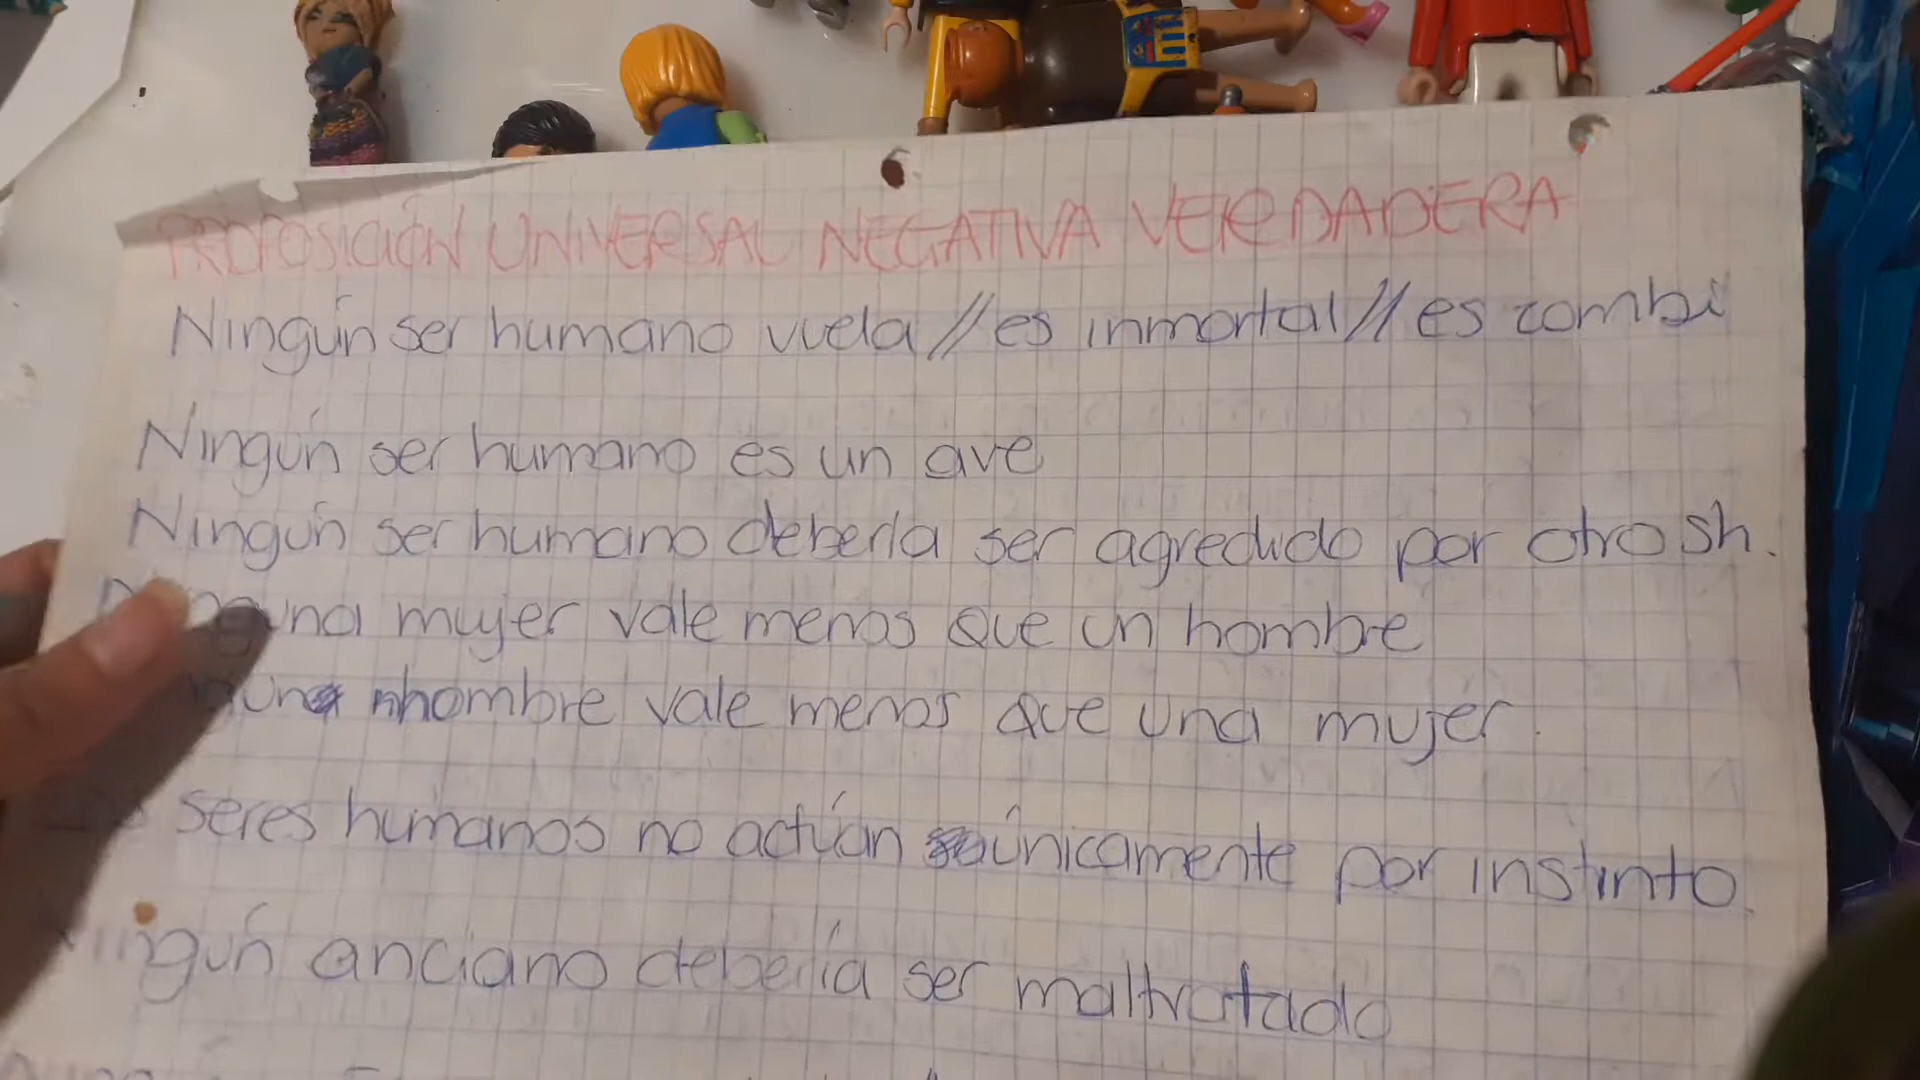 PROPOSICIÓN UNIVERSAL NEGATIVA VERDADERA
Ningún ser humano vuela // es inmortal // es zombi
Ningún ser humano es un ave
Ningún ser humano debería ser agredido por otro sh.
mujer vale menos que un hombre
hombre vale menos que una mujer.
seres humanos no actúan únicamente por instinto.
Ningún anciano debería ser maltratado